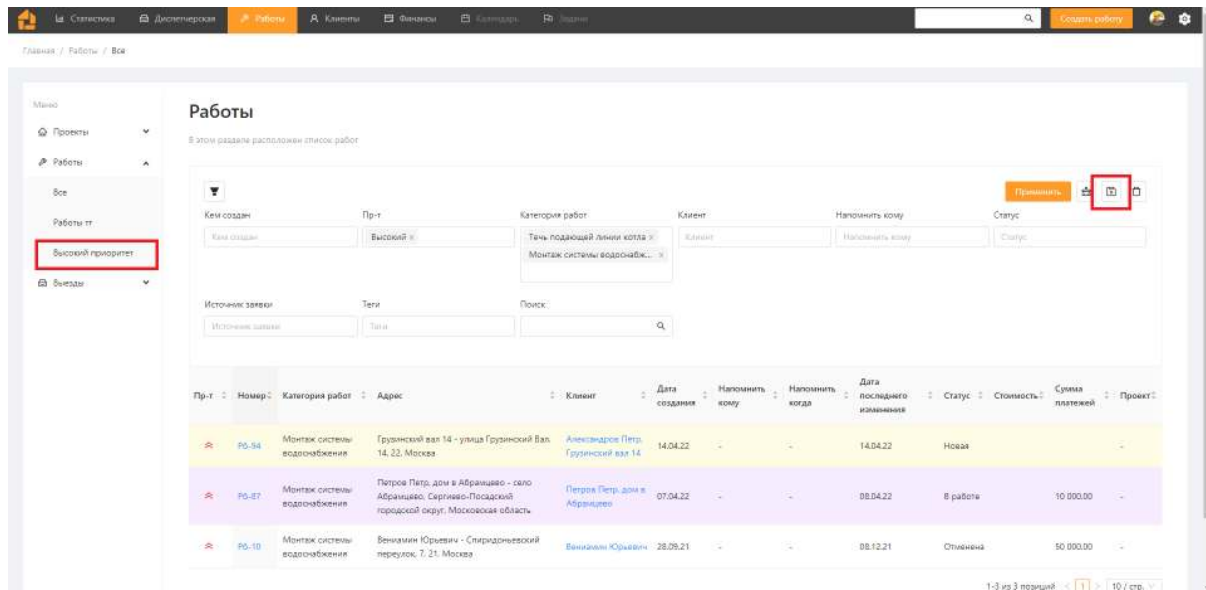 Статистика Диспетчерская Работы Клиенты Финансы Календарь Задачи Создать работу
Главная / Работы / Все
Меню
Проекты
Работы
Все
Работы тт
Высокий приоритет
Выезды
Работы
В этом разделе расположен список работ
Применить
Кем создан Пр-т Категория работ Клиент Напомнить кому Статус
Кем создан Высокий × Течь подающей линии котла × Клиент Напомнить кому Статус
Монтаж системы водоснабж... ×
Источник заявки Теги Поиск
Источник заявки Теги
Пр-т Номер Категория работ Адрес Клиент Дата создания Напомнить кому Напомнить когда Дата последнего изменения Статус Стоимость Сумма платежей Проект
Р6-94 Монтаж системы водоснабжения Грузинский вал 14 - улица Грузинский Вал, 14, 22, Москва Александров Петр, Грузинский вал 14 14.04.22 - - 14.04.22 Новая -
Р6-87 Монтаж системы водоснабжения Петров Петр, дом в Абрамцево - село Абрамцево, Сергиево-Посадский городской округ, Московская область Петров Петр, дом в Абрамцево 07.04.22 - - 08.04.22 В работе 10 000.00 -
Р6-10 Монтаж системы водоснабжения Вениамин Юрьевич - Спиридоньевский переулок, 7, 21, Москва Вениамин Юрьевич 28.09.21 - - 08.12.21 Отменена 50 000.00 -
1-3 из 3 позиций < 1 > 10 / стр.